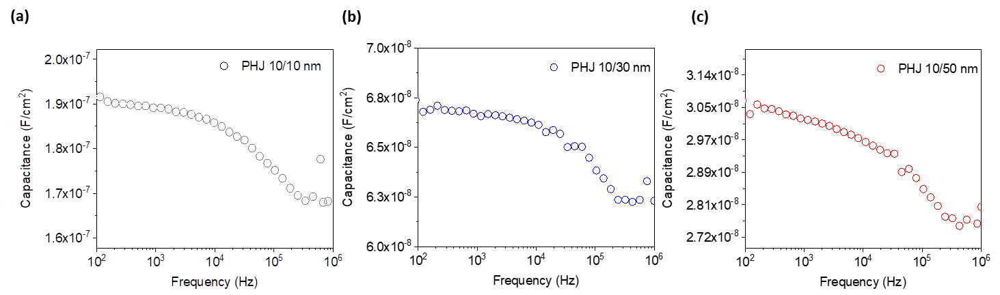 (a)
2.0x10⁻⁷
1.9x10⁻⁷
1.8x10⁻⁷
1.7x10⁻⁷
1.6x10⁻⁷
Capacitance (F/cm²)
PHJ 10/10 nm
10² 10³ 10⁴ 10⁵ 10⁶
Frequency (Hz)
(b)
7.0x10⁻⁸
6.8x10⁻⁸
6.5x10⁻⁸
6.3x10⁻⁸
6.0x10⁻⁸
Capacitance (F/cm²)
PHJ 10/30 nm
10² 10³ 10⁴ 10⁵ 10⁶
Frequency (Hz)
(c)
3.14x10⁻⁸
3.05x10⁻⁸
2.97x10⁻⁸
2.89x10⁻⁸
2.81x10⁻⁸
2.72x10⁻⁸
Capacitance (F/cm²)
PHJ 10/50 nm
10² 10³ 10⁴ 10⁵ 10⁶
Frequency (Hz)